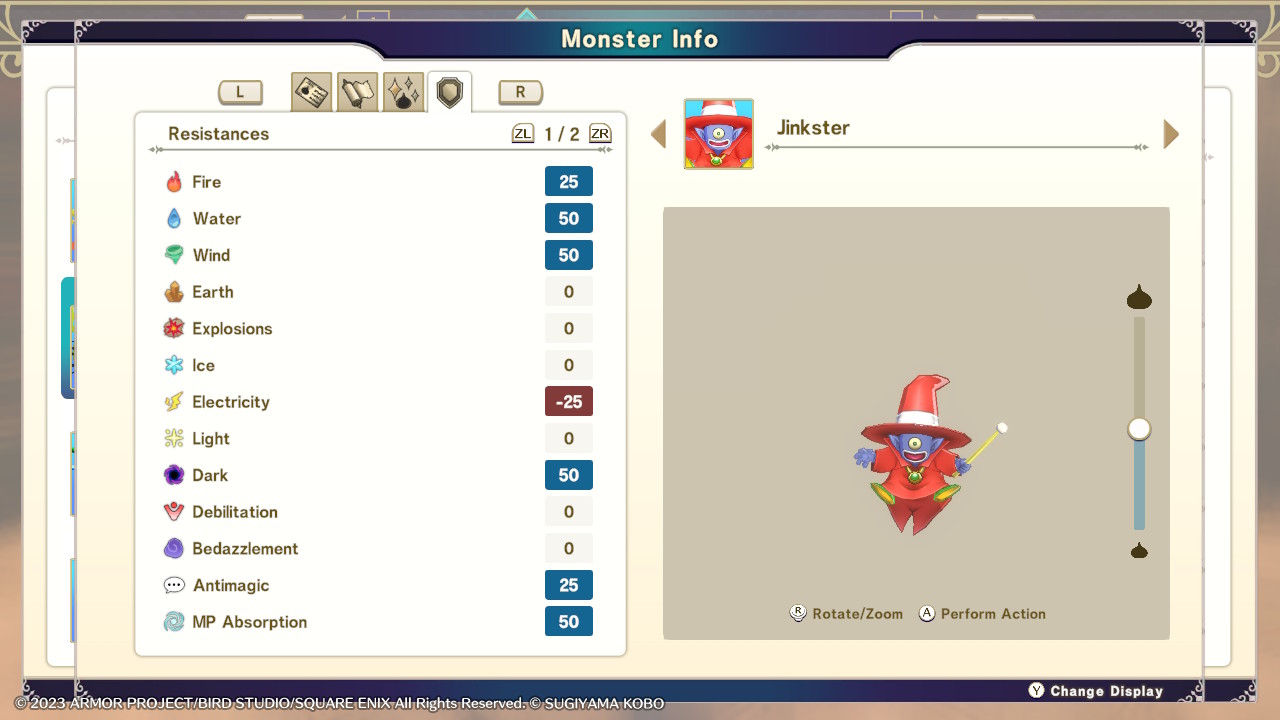 Monster Info
L
R
Resistances
ZL 1 / 2 ZR
Jinkster
Fire 25
Water 50
Wind 50
Earth 0
Explosions 0
Ice 0
Electricity -25
Light 0
Dark 50
Debilitation 0
Bedazzlement 0
Antimagic 25
MP Absorption 50
R Rotate/Zoom A Perform Action
Y Change Display
© 2023 ARMOR PROJECT/BIRD STUDIO/SQUARE ENIX All Rights Reserved. © SUGIYAMA KOBO